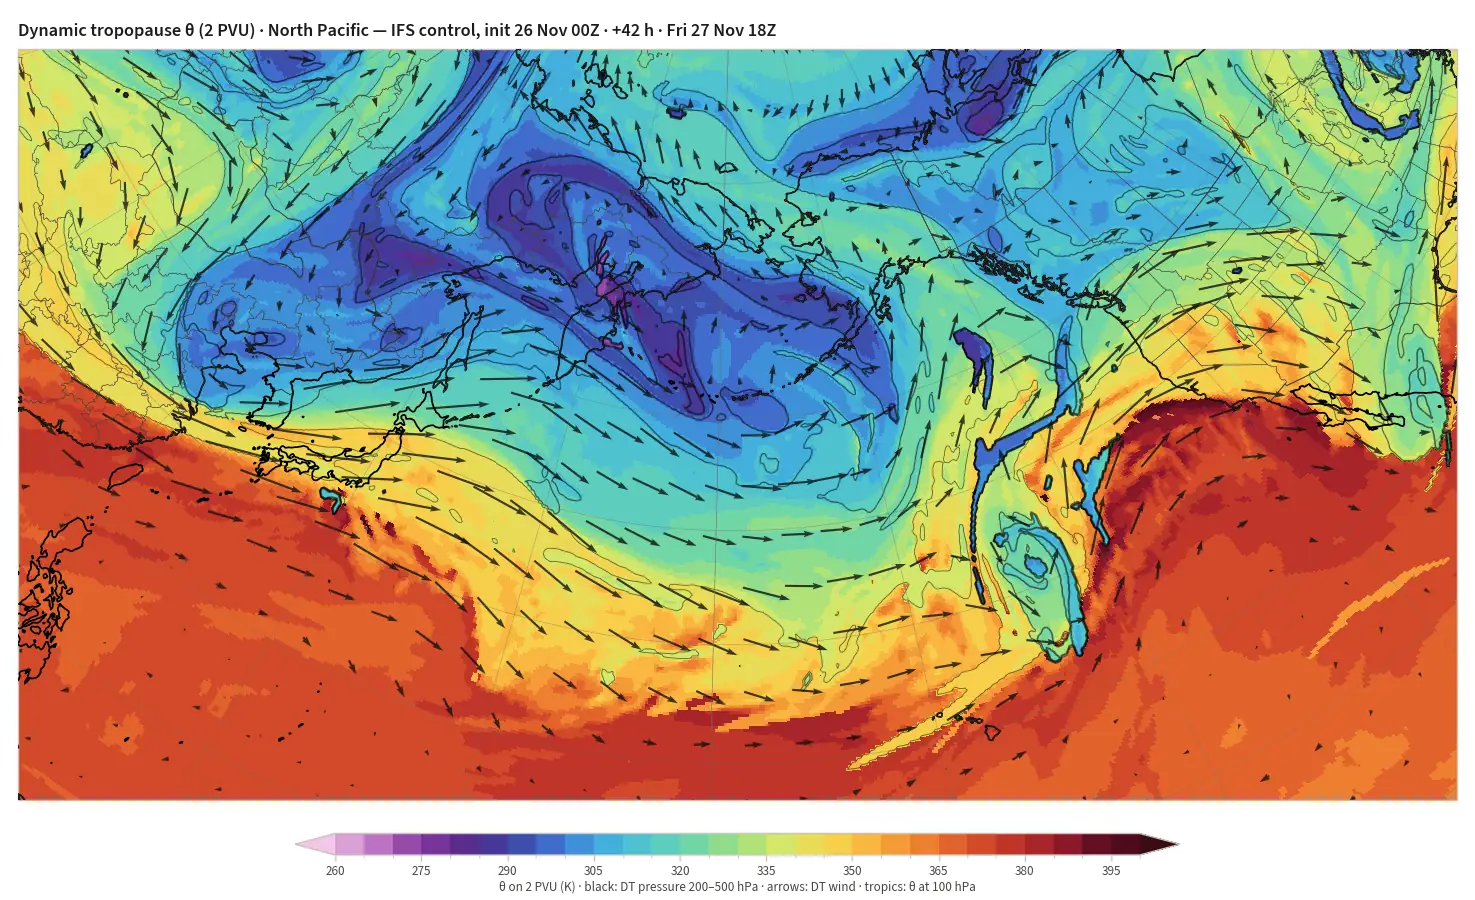 Dynamic tropopause θ (2 PVU) · North Pacific — IFS control, init 26 Nov 00Z · +42 h · Fri 27 Nov 18Z
260 275 290 305 320 335 350 365 380 395
θ on 2 PVU (K) · black: DT pressure 200–500 hPa · arrows: DT wind · tropics: θ at 100 hPa